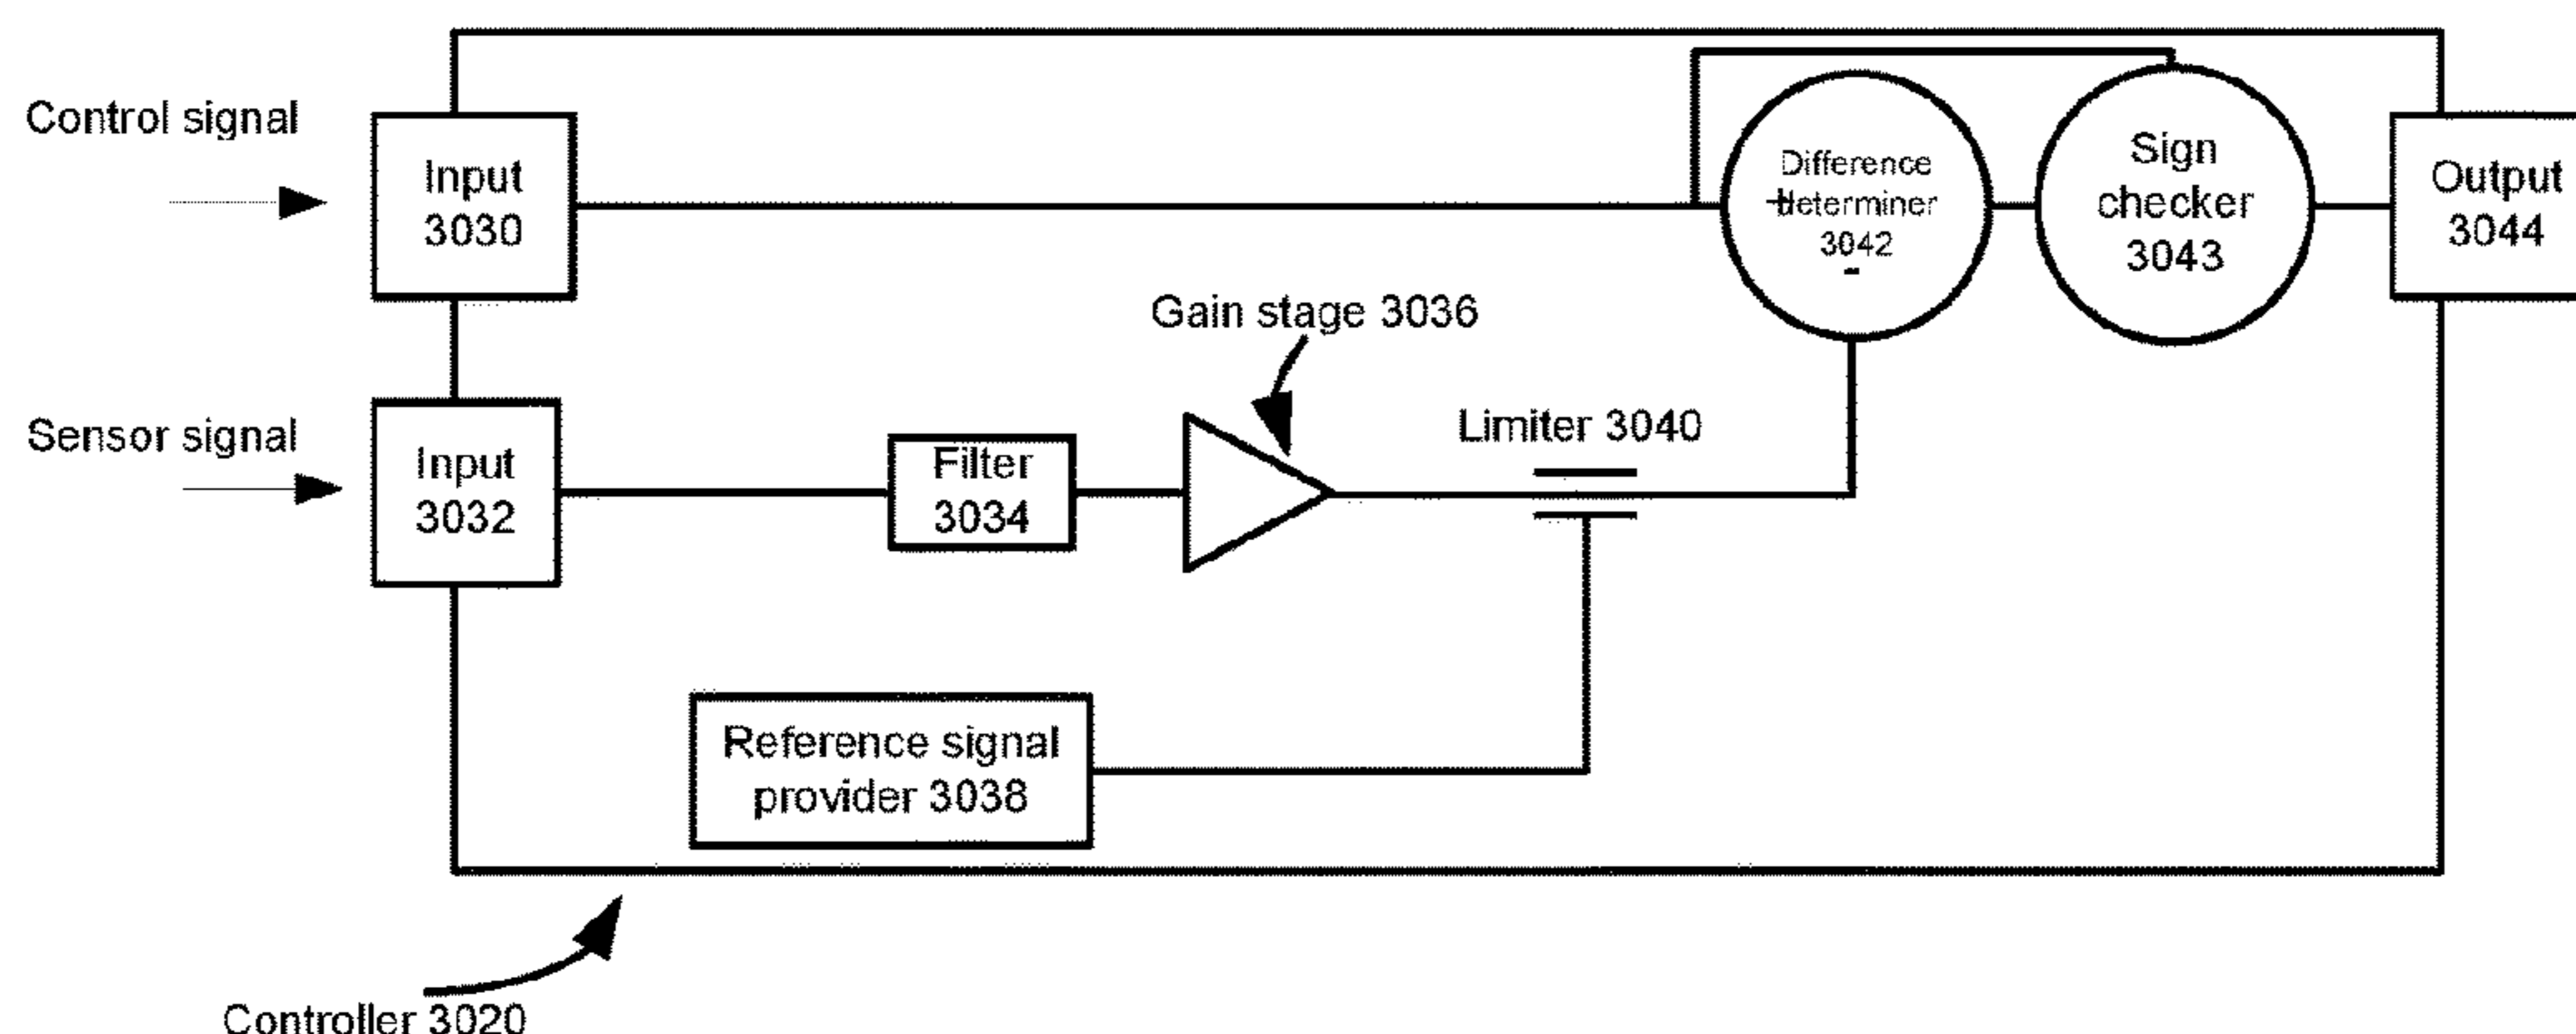 Control signal
Input
3030
Difference
+determiner
3042
-
Sign
checker
3043
Output
3044
Gain stage 3036
Sensor signal
Input
3032
Filter
3034
Limiter 3040
Reference signal
provider 3038
Controller 3020